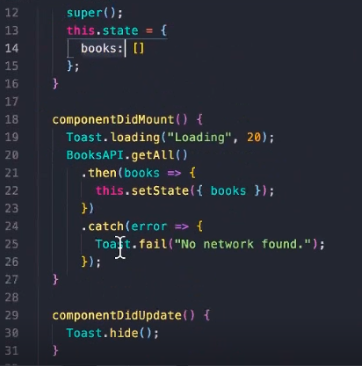 12 super();
13 this.state = {
14 books: []
15 };
16 }
17
18 componentDidMount() {
19 Toast.loading("Loading", 20);
20 BooksAPI.getAll()
21 .then(books => {
22 this.setState({ books });
23 })
24 .catch(error => {
25 Toast.fail("No network found.");
26 });
27 }
28
29 componentDidUpdate() {
30 Toast.hide();
31 }